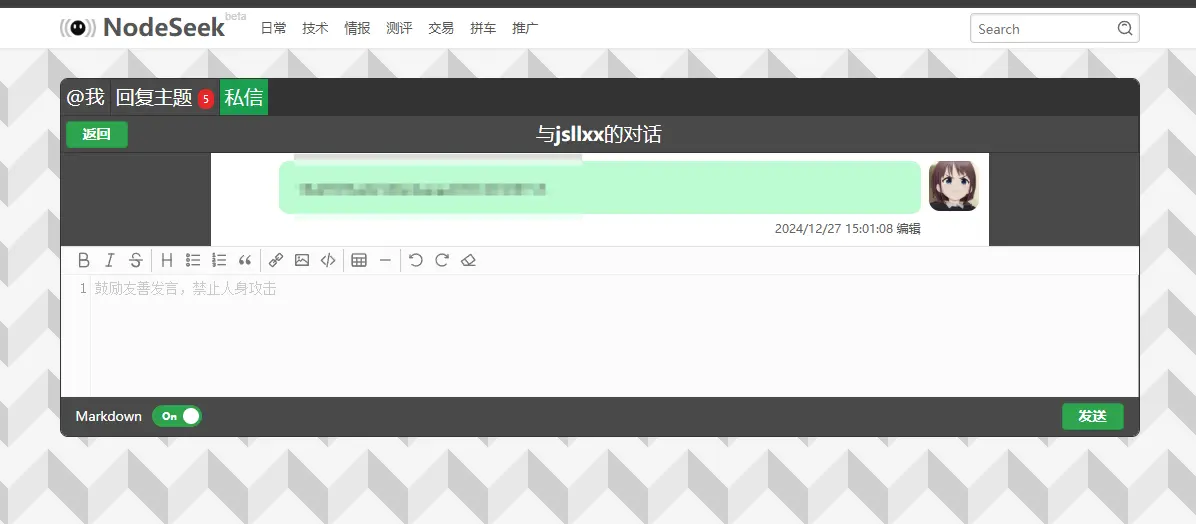 NodeSeek beta 日常 技术 情报 测评 交易 拼车 推广 Search
@我 回复主题 5 私信
返回 与jsllxx的对话
2024/12/27 15:01:08 编辑
1 鼓励友善发言，禁止人身攻击
Markdown On 发送